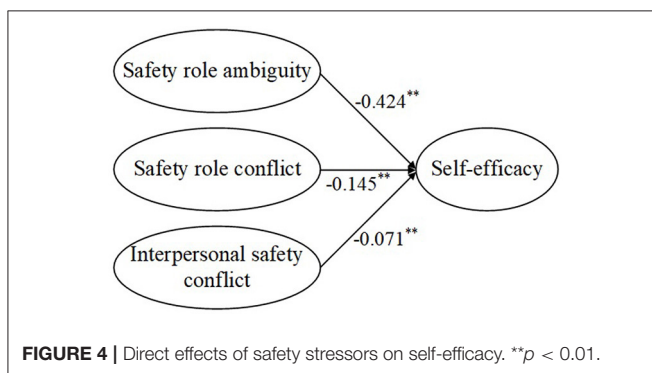 Safety role ambiguity
-0.424**
Safety role conflict
-0.145**
Self-efficacy
-0.071**
Interpersonal safety
conflict
FIGURE 4 | Direct effects of safety stressors on self-efficacy. **p < 0.01.